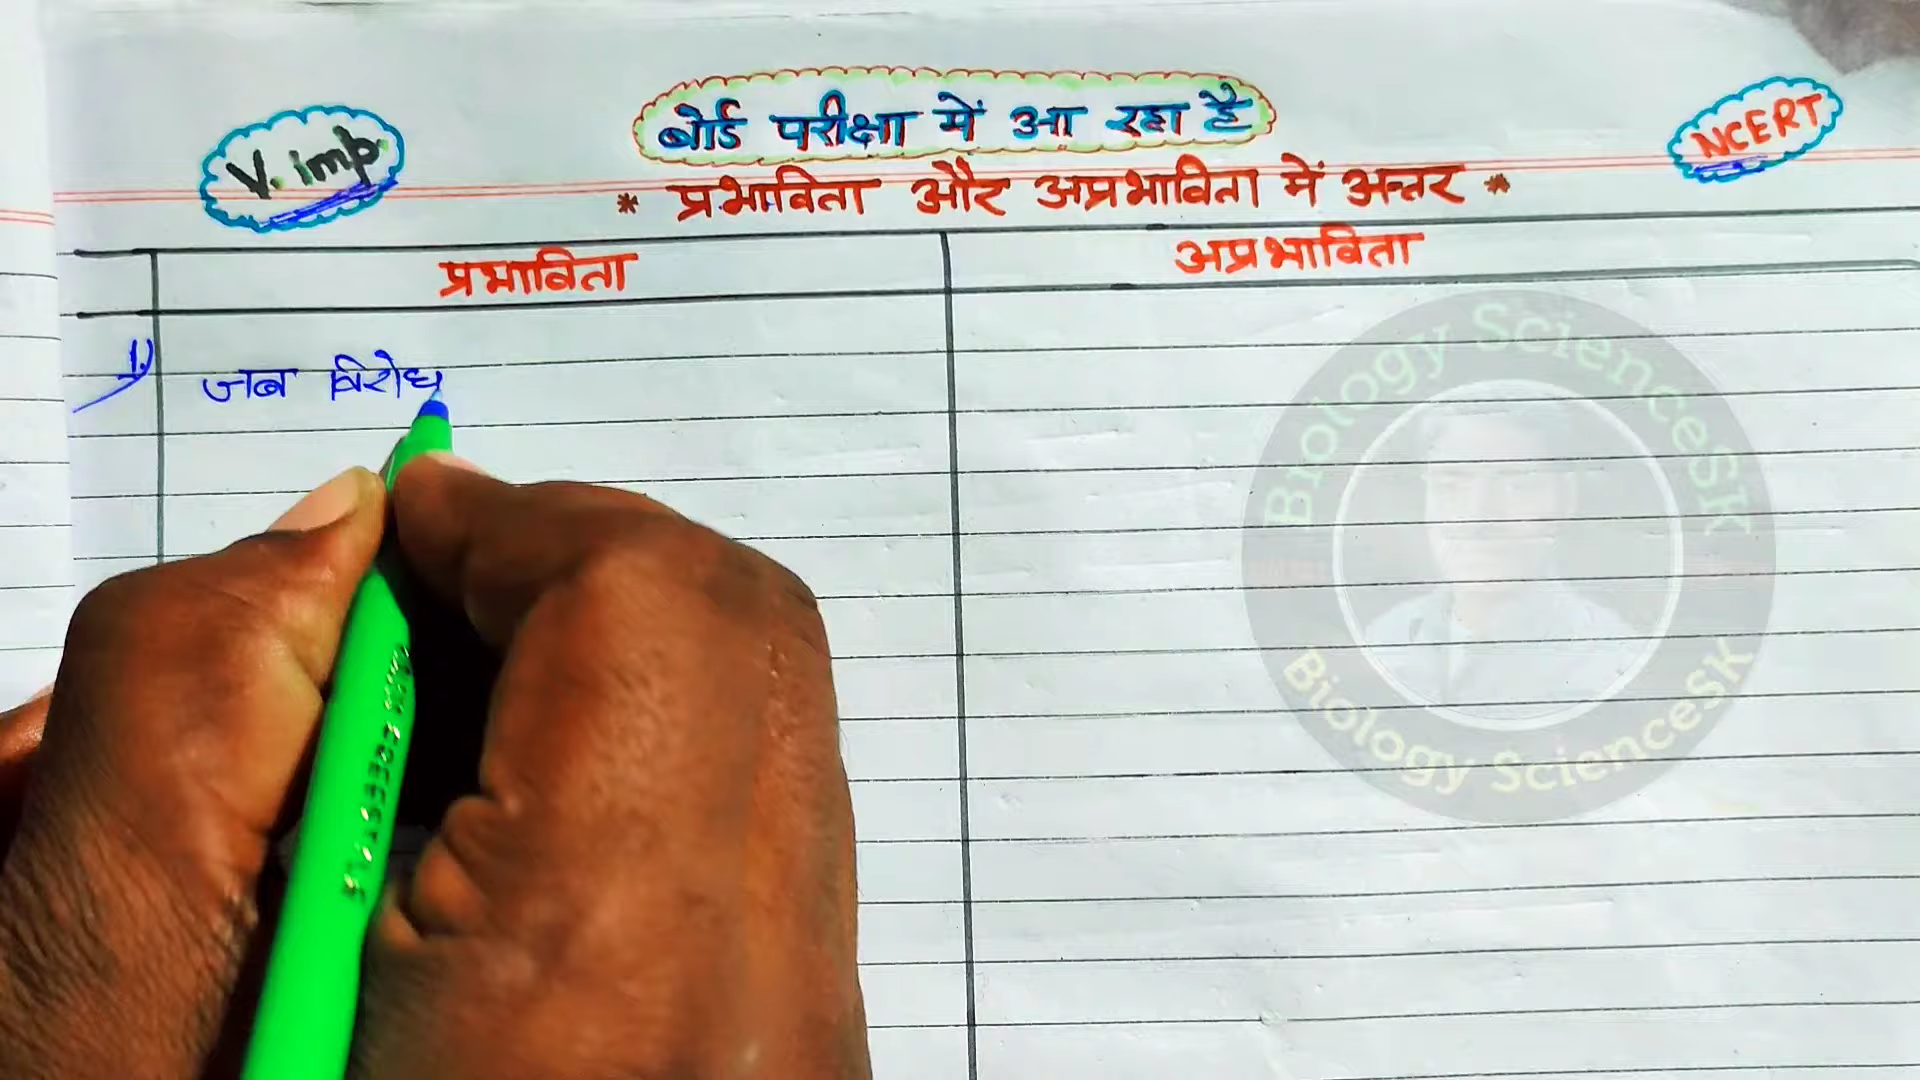 बोर्ड परीक्षा में आ रहा है
V. imp.
NCERT
* प्रभाविता और अप्रभाविता में अन्तर *
प्रभाविता
अप्रभाविता
1) जब विरोध
Biology ScienceSK
Biology ScienceSK